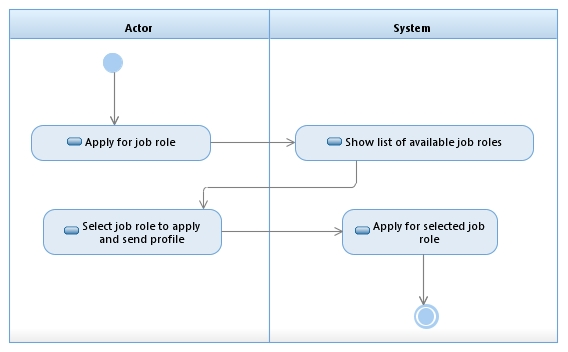 Actor
System
Apply for job role
Show list of available job roles
Select job role to apply
and send profile
Apply for selected job
role